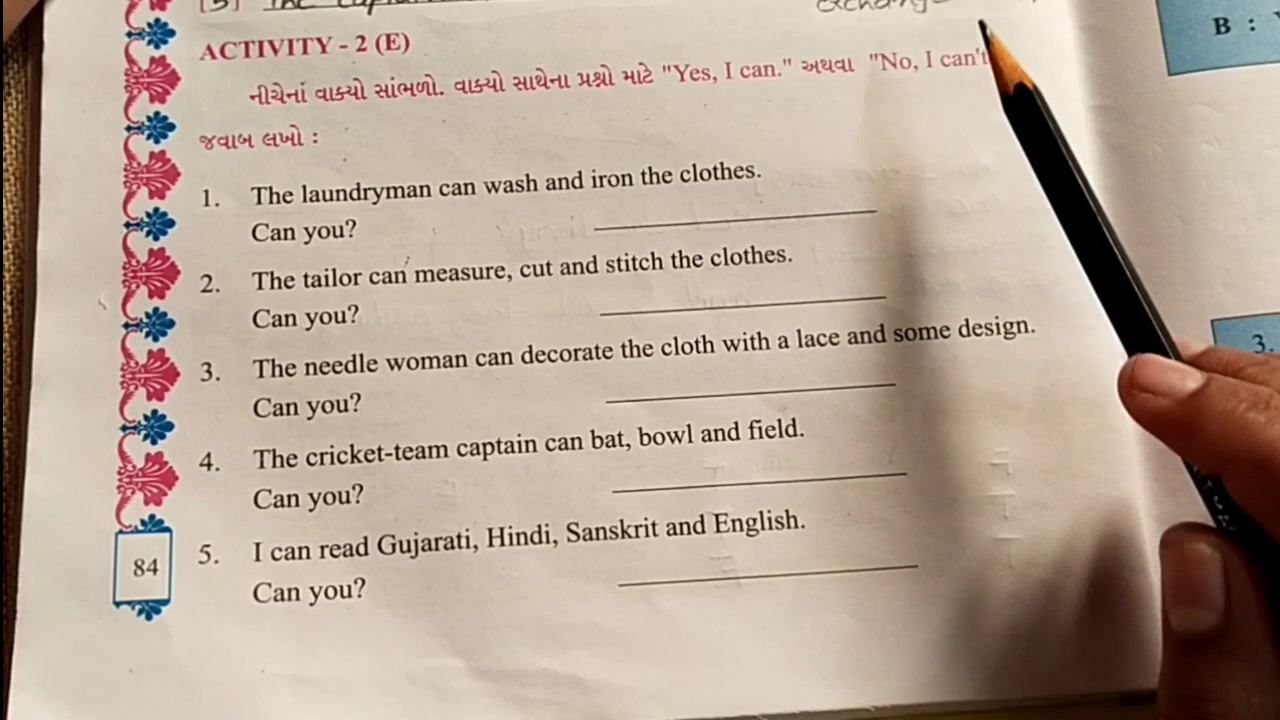 ACTIVITY - 2 (E)
નીચેનાં વાક્યો સાંભળો. વાક્યો સાથેના પ્રશ્નો માટે "Yes, I can." અથવા "No, I can't
જવાબ લખો :
1. The laundryman can wash and iron the clothes.
Can you?
2. The tailor can measure, cut and stitch the clothes.
Can you?
3. The needle woman can decorate the cloth with a lace and some design.
Can you?
4. The cricket-team captain can bat, bowl and field.
Can you?
5. I can read Gujarati, Hindi, Sanskrit and English.
Can you?
84
B :
3.